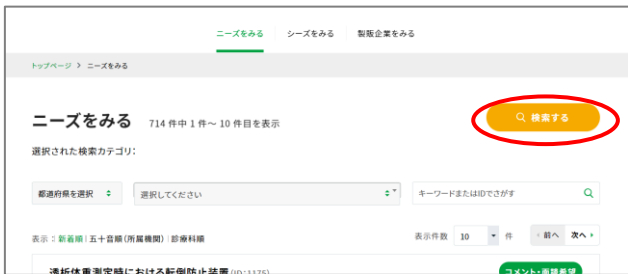 ニーズをみる シーズをみる 製販企業をみる
トップページ > ニーズをみる
ニーズをみる 714 件中 1 件～ 10 件目を表示
検索する
選択された検索カテゴリ:
都道府県を選択 選択してください キーワードまたはIDでさがす
表示：新着順|五十音順(所属機関)|診療科順 表示件数 10 件 前へ 次へ
透析体重測定時における転倒防止装置(ID:1175) コメント・面談希望